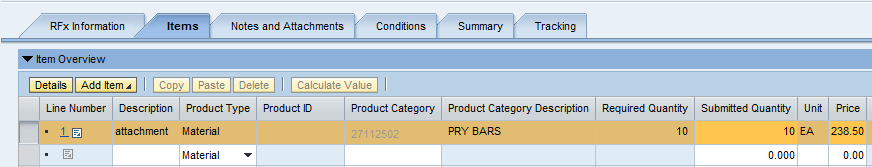 RFx Information Items Notes and Attachments Conditions Summary Tracking
Item Overview
Details Add Item Copy Paste Delete Calculate Value
Line Number Description Product Type Product ID Product Category Product Category Description Required Quantity Submitted Quantity Unit Price
• 1 attachment Material 27112502 PRY BARS 10 10 EA 238.50
• Material 0.000 0.00